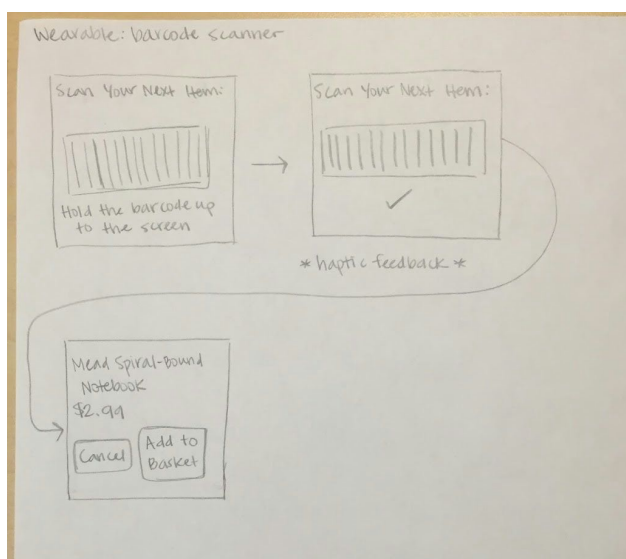 Wearable: barcode scanner
Scan Your Next Item:
Hold the barcode up
to the screen
Scan Your Next Item:
✓
*haptic feedback*
Mead Spiral-Bound
Notebook
$2.99
Cancel
Add to
Basket